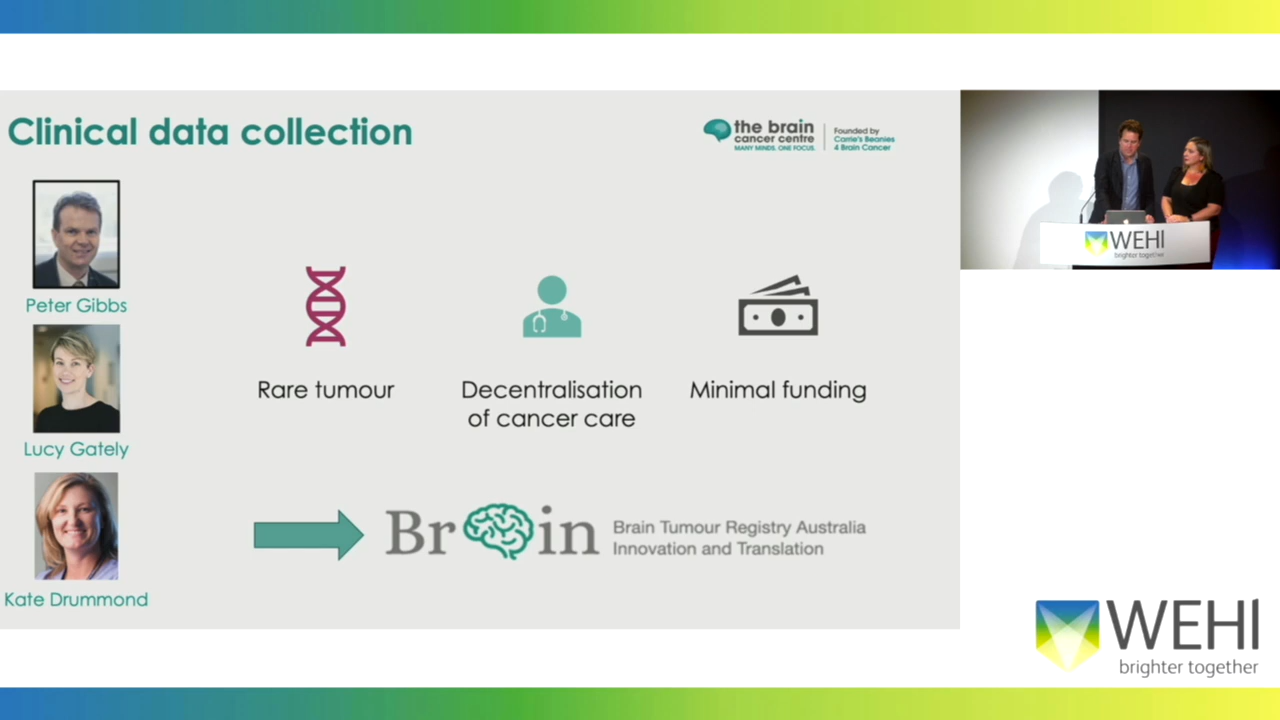 Clinical data collection
the brain
cancer centre
MANY MINDS. ONE FOCUS.
Founded by
Carrie's Beanies
4 Brain Cancer
Peter Gibbs
Lucy Gately
Kate Drummond
Rare tumour
Decentralisation
of cancer care
Minimal funding
Br in
Brain Tumour Registry Australia
Innovation and Translation
WEHI
brighter together
WEHI
brighter together